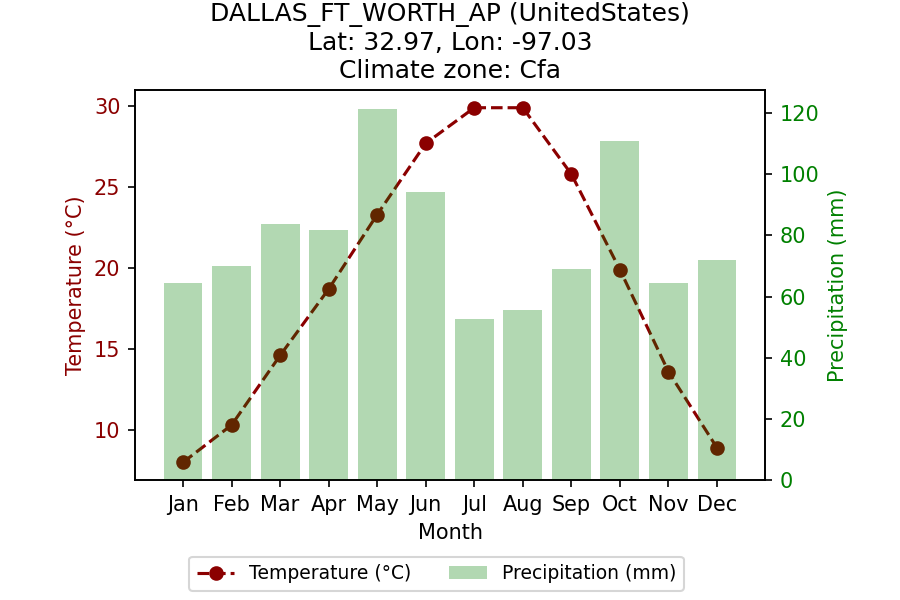 DALLAS_FT_WORTH_AP (UnitedStates)
Lat: 32.97, Lon: -97.03
Climate zone: Cfa
30
25
20
15
10
Temperature (°C)
120
100
80
60
40
20
0
Precipitation (mm)
Jan Feb Mar Apr May Jun Jul Aug Sep Oct Nov Dec
Month
Temperature (°C) Precipitation (mm)